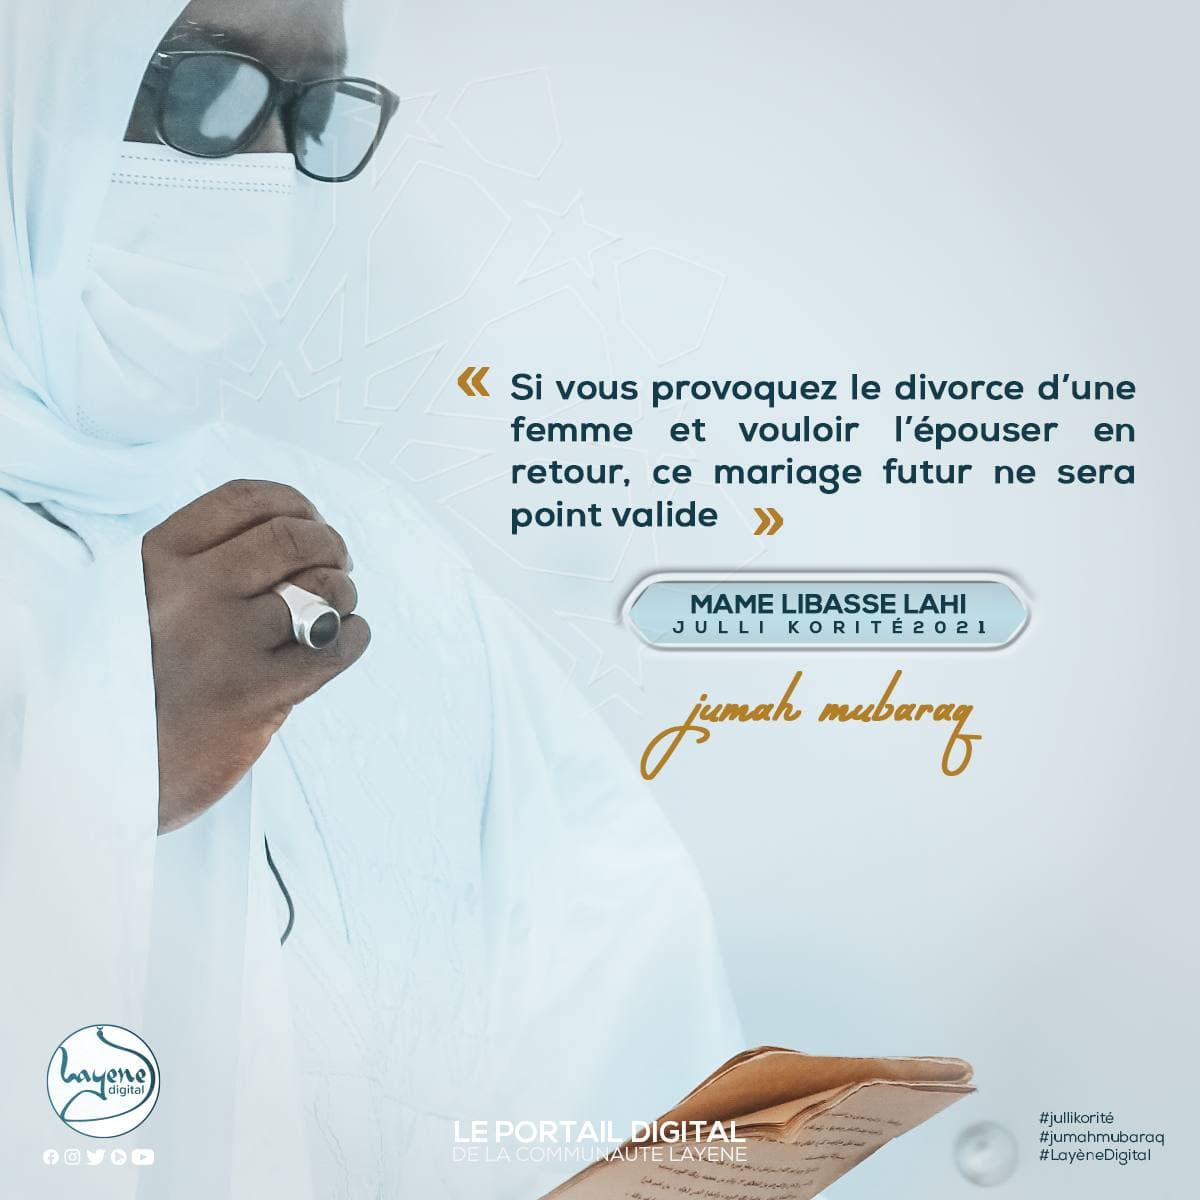 « Si vous provoquez le divorce d'une
femme et vouloir l'épouser en
retour, ce mariage futur ne sera
point valide »
MAME LIBASSE LAHI
JULLI KORITÉ2021
jumah mubaraq
Layene
digital
LE PORTAIL DIGITAL
DE LA COMMUNAUTE LAYENE
#jullikorité
#jumahmubaraq
#LayèneDigital